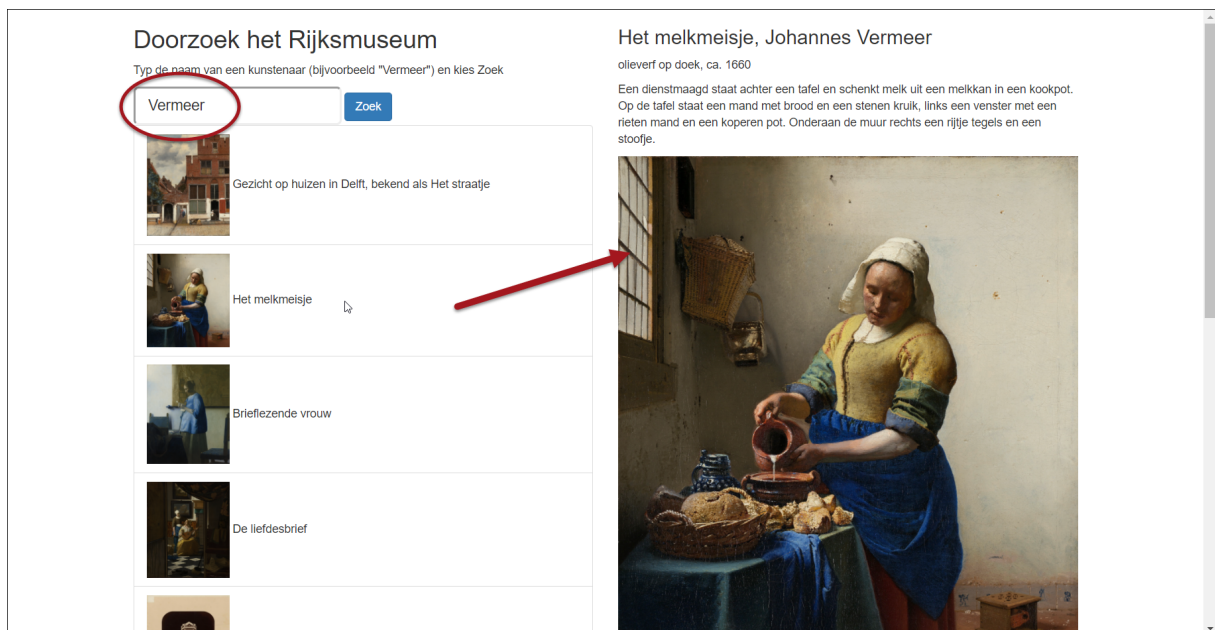 Doorzoek het Rijksmuseum
Typ de naam van een kunstenaar (bijvoorbeeld "Vermeer") en kies Zoek
Vermeer
Zoek
Gezicht op huizen in Delft, bekend als Het straatje
Het melkmeisje
Brieflezende vrouw
De liefdesbrief
Het melkmeisje, Johannes Vermeer
olieverf op doek, ca. 1660
Een dienstmaagd staat achter een tafel en schenkt melk uit een melkkan in een kookpot.
Op de tafel staat een mand met brood en een stenen kruik, links een venster met een
rieten mand en een koperen pot. Onderaan de muur rechts een rijtje tegels en een
stoofje.